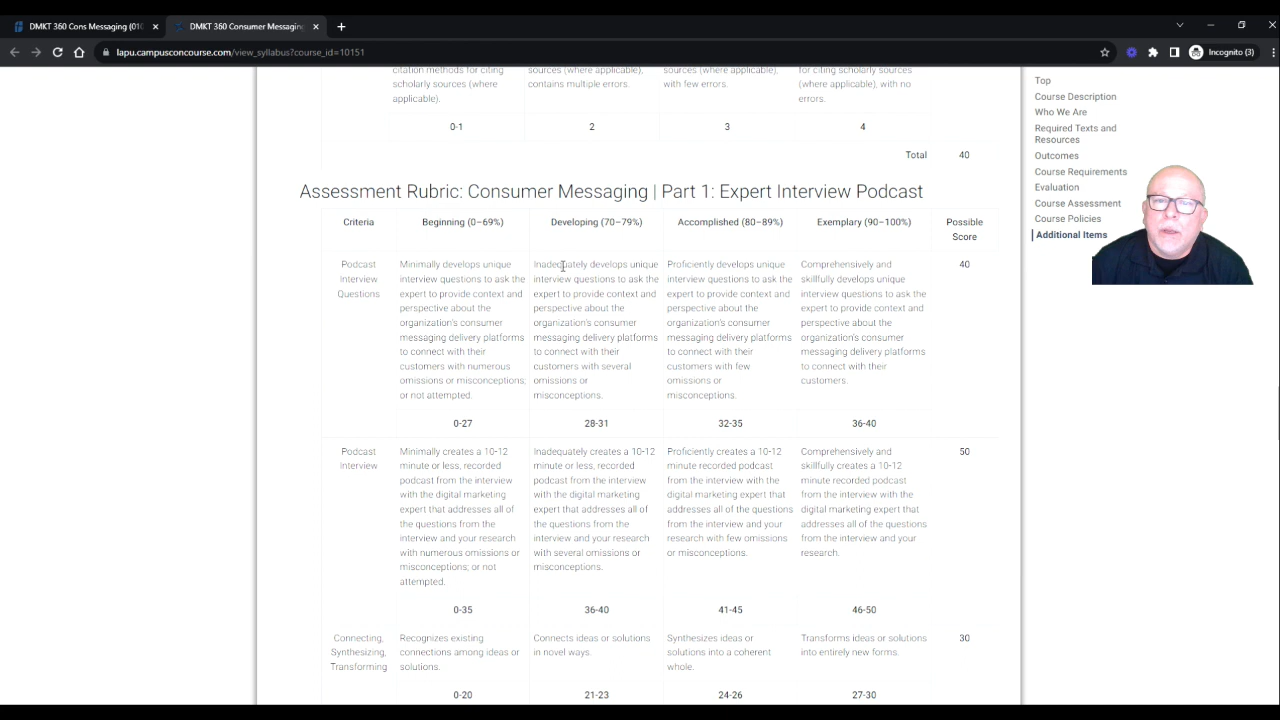 DMKT 360 Cons Messaging (010
DMKT 360 Consumer Messaging
lapu.campusconcourse.com/view_syllabus?course_id=10151
Incognito (3)
citation methods for citing
scholarly sources (where
applicable).
0-1
sources (where applicable),
contains multiple errors.
2
sources (where applicable),
with few errors.
3
for citing scholarly sources
(where applicable), with no
errors.
4
Total 40
Assessment Rubric: Consumer Messaging | Part 1: Expert Interview Podcast
Criteria
Beginning (0–69%)
Developing (70–79%)
Accomplished (80–89%)
Exemplary (90–100%)
Possible
Score
Podcast
Interview
Questions
Minimally develops unique
interview questions to ask the
expert to provide context and
perspective about the
organization's consumer
messaging delivery platforms
to connect with their
customers with numerous
omissions or misconceptions;
or not attempted.
0-27
Inadequately develops unique
interview questions to ask the
expert to provide context and
perspective about the
organization's consumer
messaging delivery platforms
to connect with their
customers with several
omissions or
misconceptions.
28-31
Proficiently develops unique
interview questions to ask the
expert to provide context and
perspective about the
organization's consumer
messaging delivery platforms
to connect with their
customers with few
omissions or
misconceptions.
32-35
Comprehensively and
skillfully develops unique
interview questions to ask the
expert to provide context and
perspective about the
organization's consumer
messaging delivery platforms
to connect with their
customers.
36-40
40
Podcast
Interview
Minimally creates a 10-12
minute or less, recorded
podcast from the interview
with the digital marketing
expert that addresses all of
the questions from the
interview and your research
with numerous omissions or
misconceptions; or not
attempted.
0-35
Inadequately creates a 10-12
minute or less, recorded
podcast from the interview
with the digital marketing
expert that addresses all of
the questions from the
interview and your research
with several omissions or
misconceptions.
36-40
Proficiently creates a 10-12
minute recorded podcast
from the interview with the
digital marketing expert that
addresses all of the questions
from the interview and your
research with few omissions
or misconceptions.
41-45
Comprehensively and
skillfully creates a 10-12
minute recorded podcast
from the interview with the
digital marketing expert that
addresses all of the questions
from the interview and your
research.
46-50
50
Connecting,
Synthesizing,
Transforming
Recognizes existing
connections among ideas or
solutions.
0-20
Connects ideas or solutions
in novel ways.
21-23
Synthesizes ideas or
solutions into a coherent
whole.
24-26
Transforms ideas or solutions
into entirely new forms.
27-30
30
Top
Course Description
Who We Are
Required Texts and
Resources
Outcomes
Course Requirements
Evaluation
Course Assessment
Course Policies
Additional Items